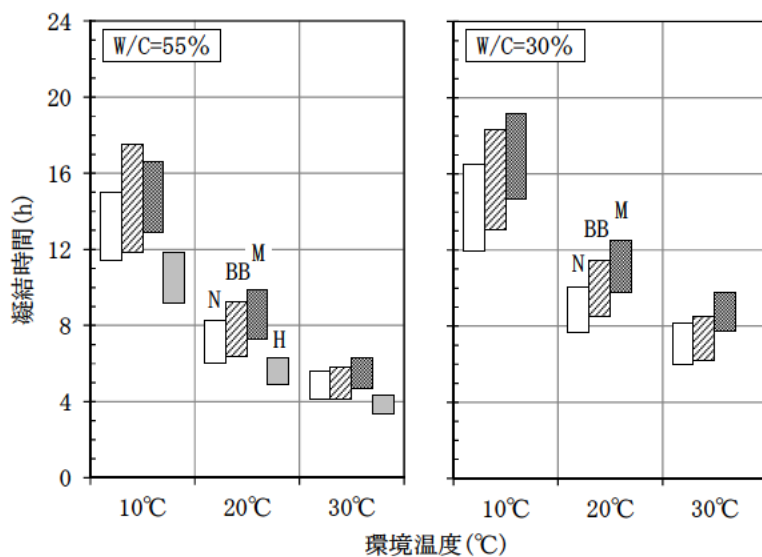 W/C=55%
W/C=30%
凝結時間(h)
24
20
16
12
8
4
0
N
BB
M
H
N
BB
M
10℃
20℃
30℃
10℃
20℃
30℃
環境温度(℃)